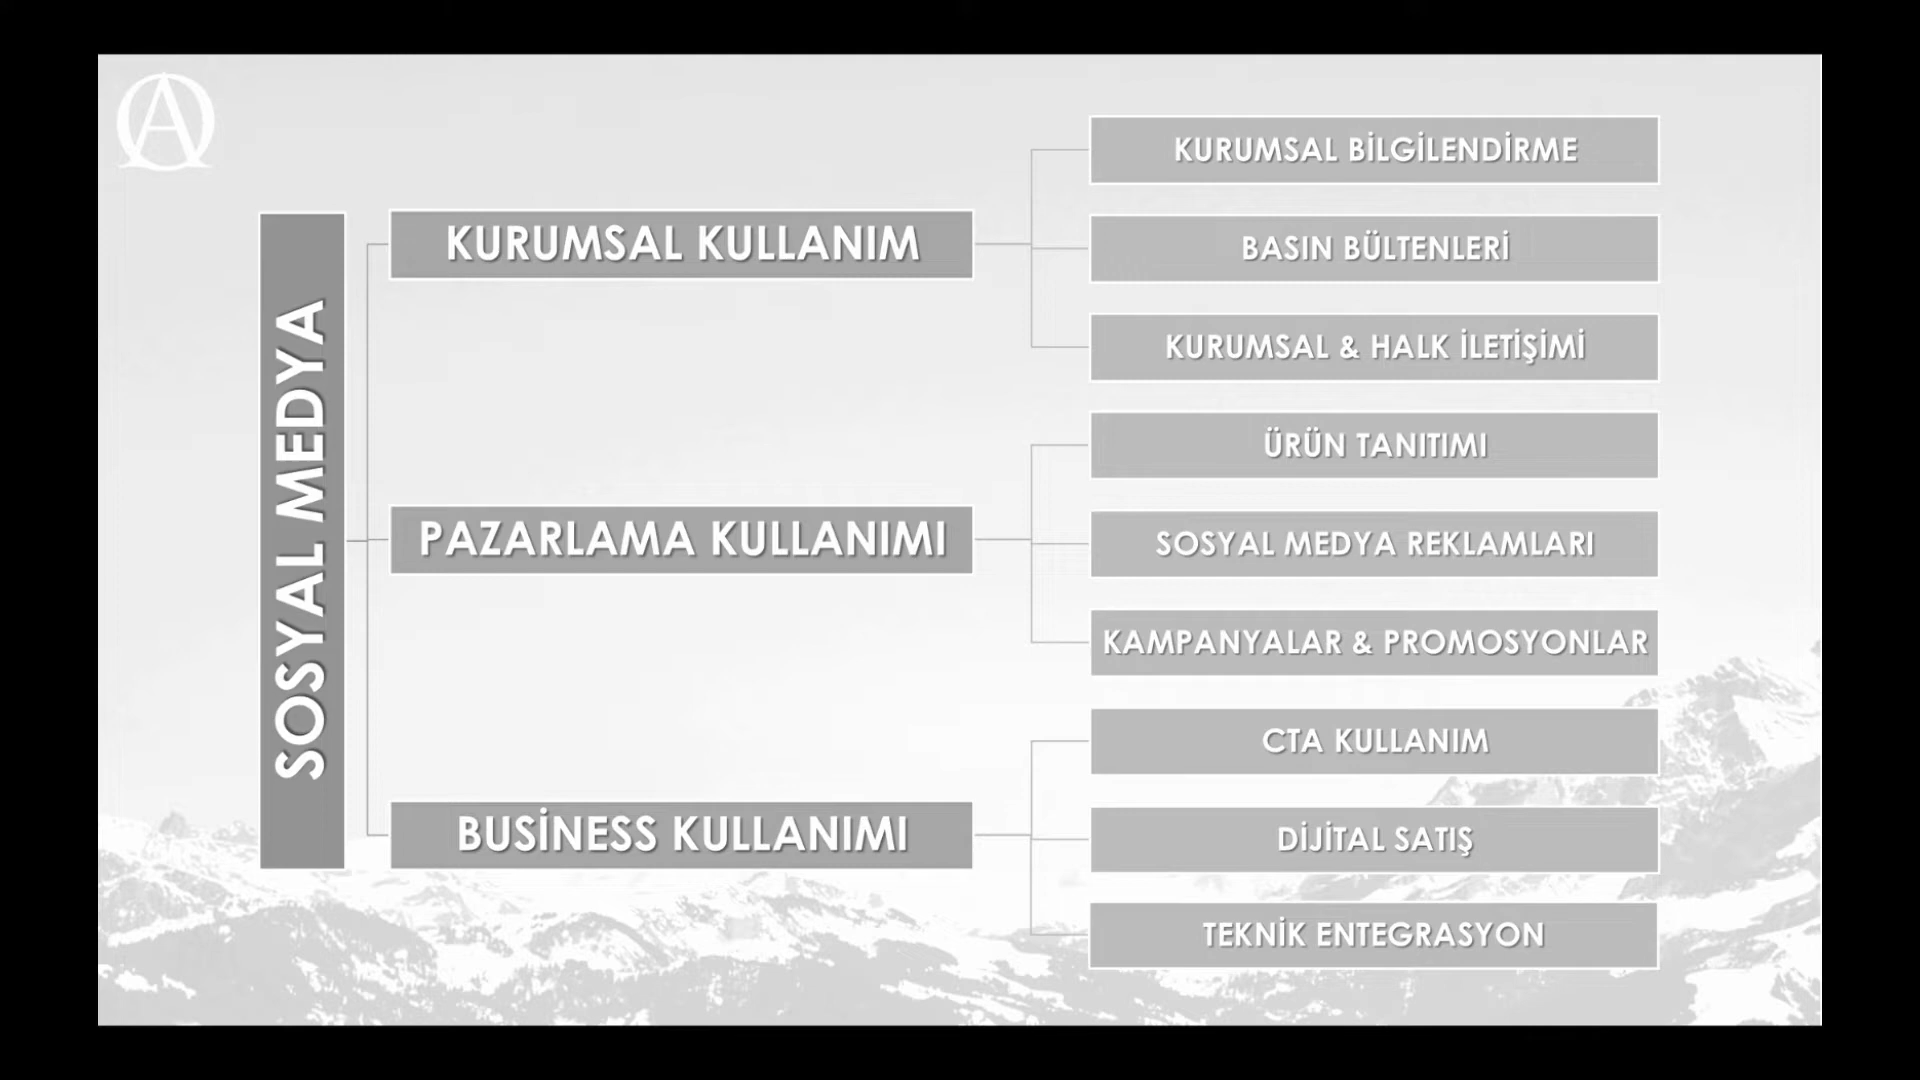 SOSYAL MEDYA
KURUMSAL KULLANIM
KURUMSAL BİLGİLENDİRME
BASIN BÜLTENLERİ
KURUMSAL & HALK İLETİŞİMİ
PAZARLAMA KULLANIMI
ÜRÜN TANITIMI
SOSYAL MEDYA REKLAMLARI
KAMPANYALAR & PROMOSYONLAR
BUSİNESS KULLANIMI
CTA KULLANIM
DİJİTAL SATIŞ
TEKNİK ENTEGRASYON